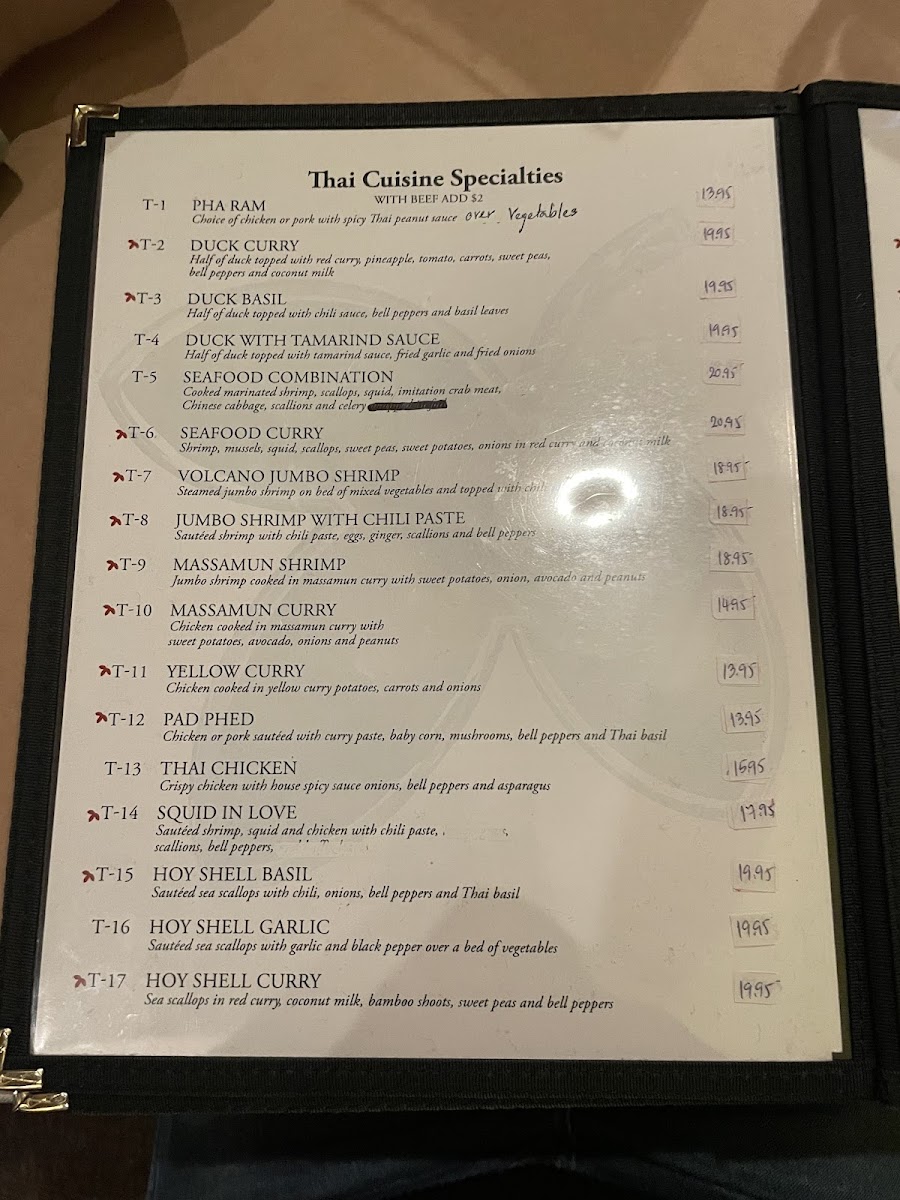 Thai Cuisine Specialties
WITH BEEF ADD $2
T-1 PHA RAM 13.95
Choice of chicken or pork with spicy Thai peanut sauce over Vegetables
T-2 DUCK CURRY 19.95
Half of duck topped with red curry, pineapple, tomato, carrots, sweet peas,
bell peppers and coconut milk
T-3 DUCK BASIL 19.95
Half of duck topped with chili sauce, bell peppers and basil leaves
T-4 DUCK WITH TAMARIND SAUCE 19.95
Half of duck topped with tamarind sauce, fried garlic and fried onions
T-5 SEAFOOD COMBINATION 20.95
Cooked marinated shrimp, scallops, squid, imitation crab meat,
Chinese cabbage, scallions and celery
T-6 SEAFOOD CURRY 20.95
Shrimp, mussels, squid, scallops, sweet peas, sweet potatoes, onions in red curry and coconut milk
T-7 VOLCANO JUMBO SHRIMP 18.95
Steamed jumbo shrimp on bed of mixed vegetables and topped with
T-8 JUMBO SHRIMP WITH CHILI PASTE 18.95
Sautéed shrimp with chili paste, eggs, ginger, scallions and bell peppers
T-9 MASSAMUN SHRIMP 18.95
Jumbo shrimp cooked in massamun curry with sweet potatoes, onion, avocado and peanuts
T-10 MASSAMUN CURRY 14.95
Chicken cooked in massamun curry with
sweet potatoes, avocado, onions and peanuts
T-11 YELLOW CURRY 13.95
Chicken cooked in yellow curry potatoes, carrots and onions
T-12 PAD PHED 13.95
Chicken or pork sautéed with curry paste, baby corn, mushrooms, bell peppers and Thai basil
T-13 THAI CHICKEN 15.95
Crispy chicken with house spicy sauce onions, bell peppers and asparagus
T-14 SQUID IN LOVE 17.95
Sautéed shrimp, squid and chicken with chili paste,
scallions, bell peppers,
T-15 HOY SHELL BASIL 19.95
Sautéed sea scallops with chili, onions, bell peppers and Thai basil
T-16 HOY SHELL GARLIC 19.95
Sautéed sea scallops with garlic and black pepper over a bed of vegetables
T-17 HOY SHELL CURRY 19.95
Sea scallops in red curry, coconut milk, bamboo shoots, sweet peas and bell peppers